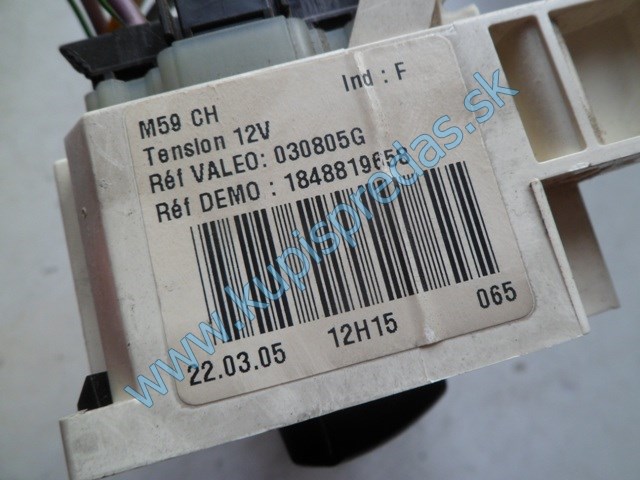 Ind : F
M59 CH
Tension 12V
Réf VALEO: 030805G
Réf DEMO : 1848819658
22.03.05 12H15 065
www.kupispredas.sk